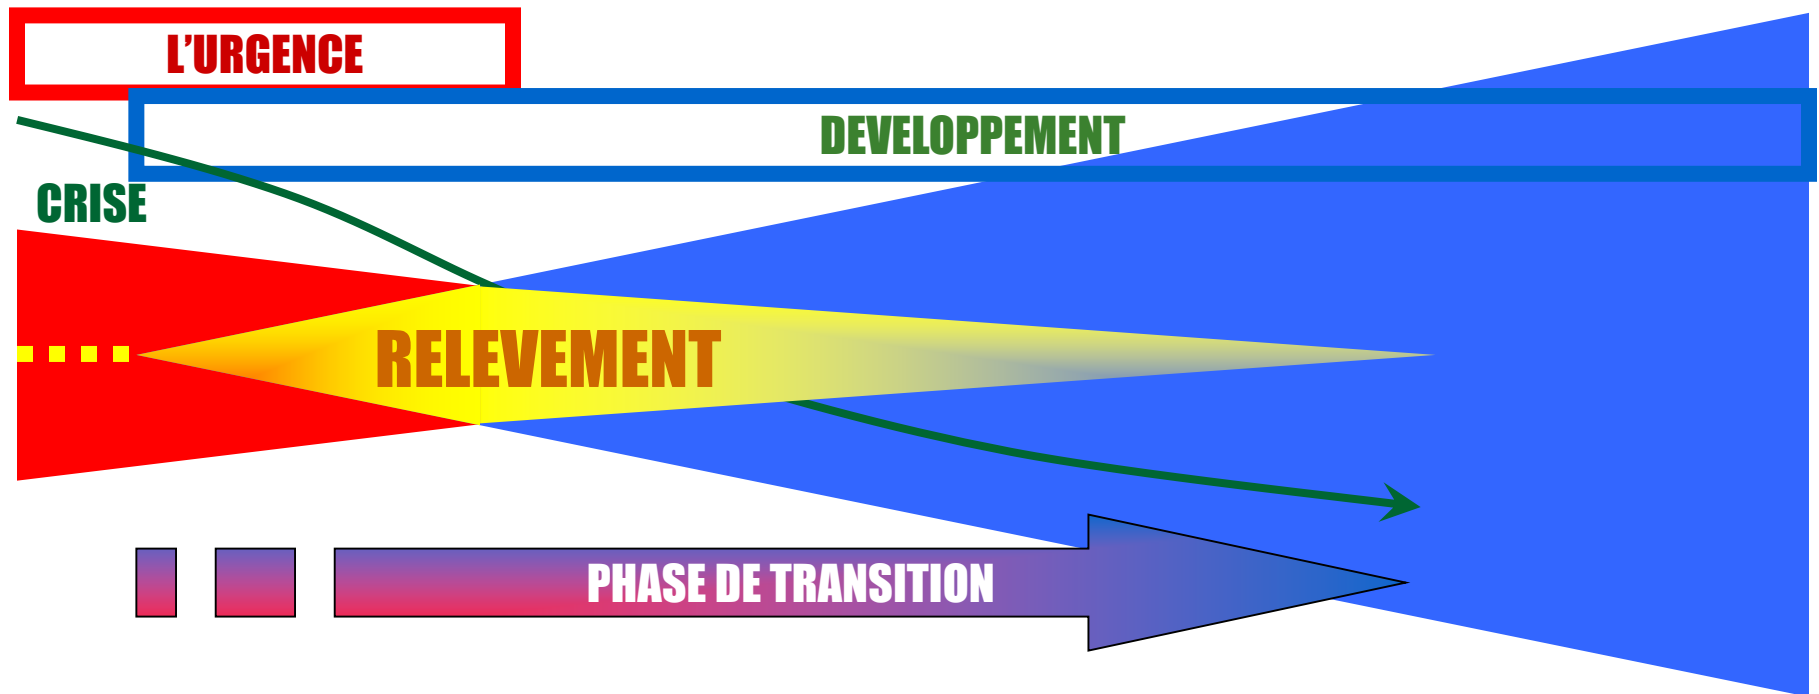 L’URGENCE
DEVELOPPEMENT
CRISE
RELEVEMENT
PHASE DE TRANSITION